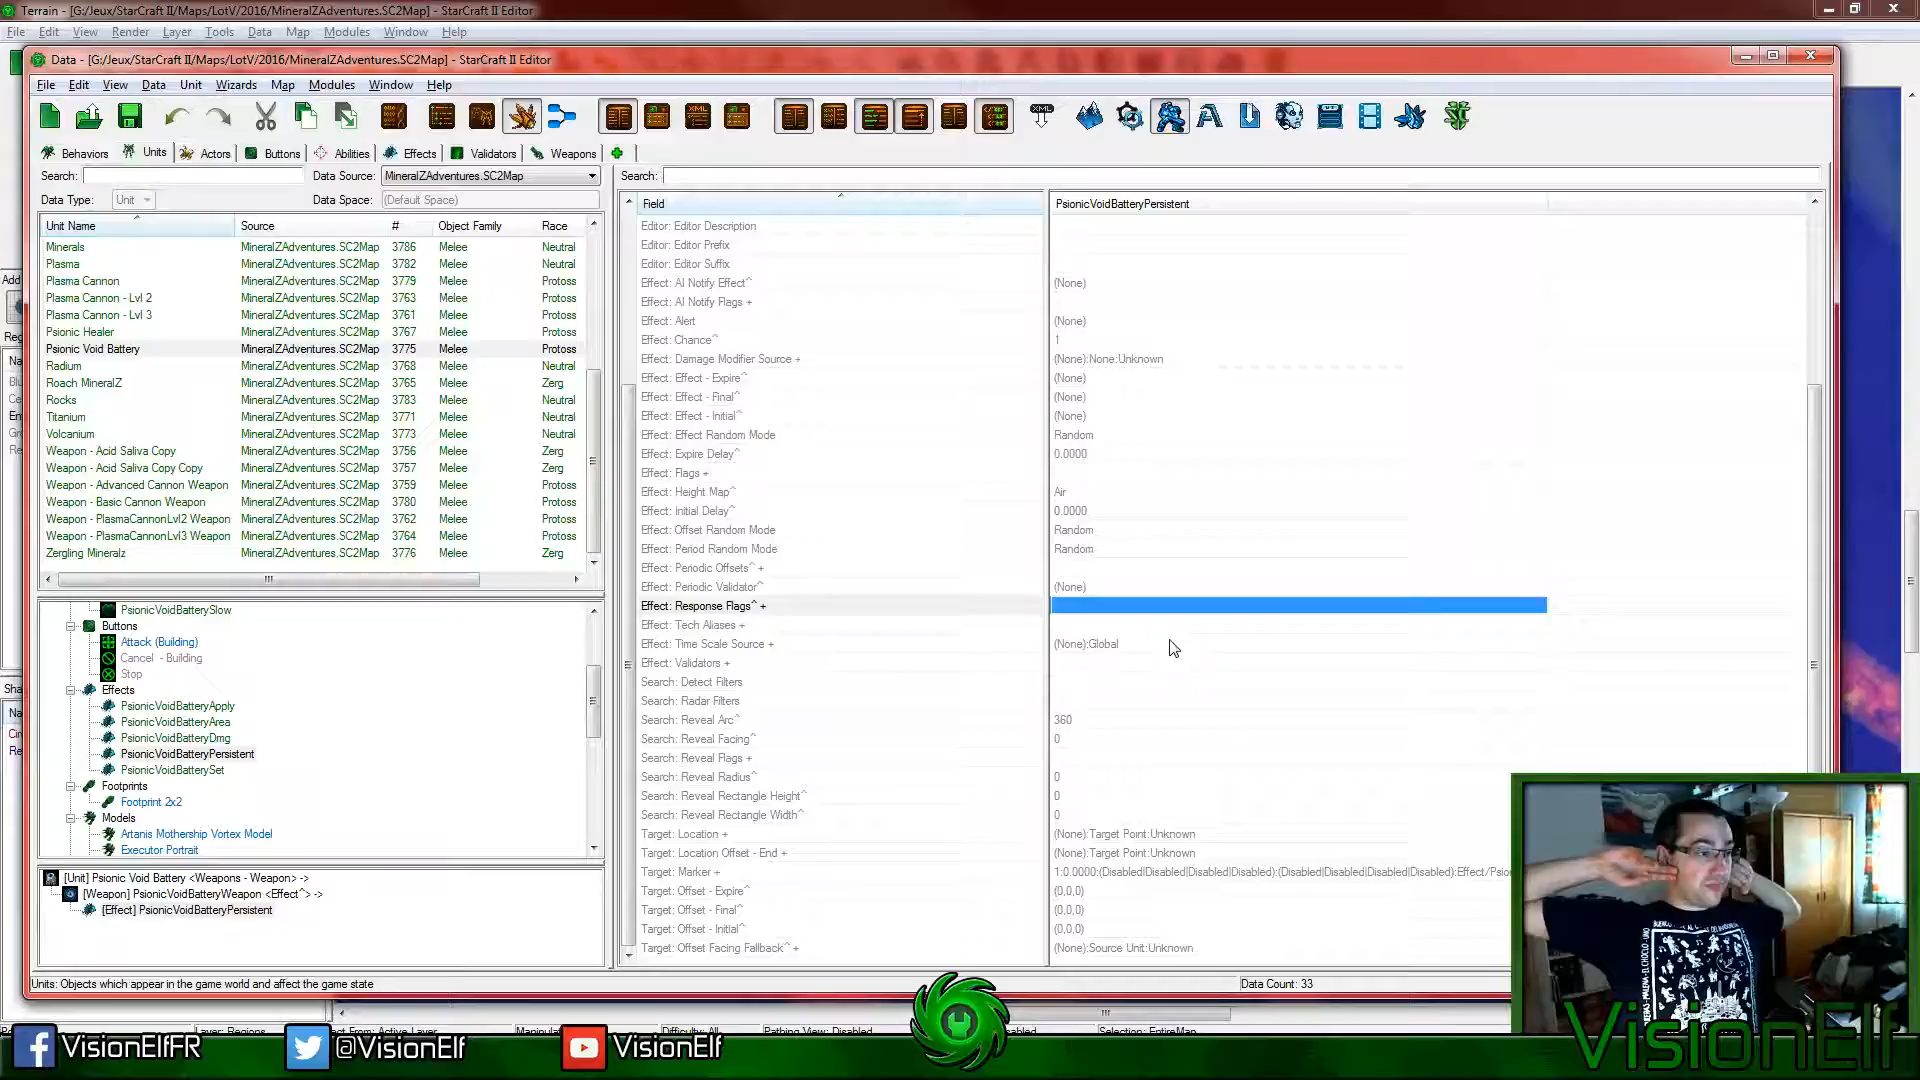 Terrain - [G:/Jeux/StarCraft II/Maps/LotV/2016/MineralZAdventures.SC2Map] - StarCraft II Editor
File Edit View Render Layer Tools Data Map Modules Window Help
Data - [G:/Jeux/StarCraft II/Maps/LotV/2016/MineralZAdventures.SC2Map] - StarCraft II Editor
File Edit View Data Unit Wizards Map Modules Window Help
XML
Behaviors Units Actors Buttons Abilities Effects Validators Weapons
Search: Data Source: MineralZAdventures.SC2Map Search:
Data Type: Unit Data Space: (Default Space)
Unit Name Source # Object Family Race
Minerals MineralZAdventures.SC2Map 3786 Melee Neutral
Plasma MineralZAdventures.SC2Map 3782 Melee Neutral
Plasma Cannon MineralZAdventures.SC2Map 3779 Melee Protoss
Plasma Cannon - Lvl 2 MineralZAdventures.SC2Map 3763 Melee Protoss
Plasma Cannon - Lvl 3 MineralZAdventures.SC2Map 3761 Melee Protoss
Psionic Healer MineralZAdventures.SC2Map 3767 Melee Protoss
Psionic Void Battery MineralZAdventures.SC2Map 3775 Melee Protoss
Radium MineralZAdventures.SC2Map 3768 Melee Neutral
Roach MineralZ MineralZAdventures.SC2Map 3765 Melee Zerg
Rocks MineralZAdventures.SC2Map 3783 Melee Neutral
Titanium MineralZAdventures.SC2Map 3771 Melee Neutral
Volcanium MineralZAdventures.SC2Map 3773 Melee Neutral
Weapon - Acid Saliva Copy MineralZAdventures.SC2Map 3756 Melee Zerg
Weapon - Acid Saliva Copy Copy MineralZAdventures.SC2Map 3757 Melee Zerg
Weapon - Advanced Cannon Weapon MineralZAdventures.SC2Map 3759 Melee Protoss
Weapon - Basic Cannon Weapon MineralZAdventures.SC2Map 3780 Melee Protoss
Weapon - PlasmaCannonLvl2 Weapon MineralZAdventures.SC2Map 3762 Melee Protoss
Weapon - PlasmaCannonLvl3 Weapon MineralZAdventures.SC2Map 3764 Melee Protoss
Zergling Mineralz MineralZAdventures.SC2Map 3776 Melee Zerg
PsionicVoidBatterySlow
Buttons
Attack (Building)
Cancel - Building
Stop
Effects
PsionicVoidBatteryApply
PsionicVoidBatteryArea
PsionicVoidBatteryDmg
PsionicVoidBatteryPersistent
PsionicVoidBatterySet
Footprints
Footprint 2x2
Models
Artanis Mothership Vortex Model
Executor Portrait
[Unit] Psionic Void Battery <Weapons - Weapon> ->
[Weapon] PsionicVoidBatteryWeapon <Effect^> ->
[Effect] PsionicVoidBatteryPersistent
Field PsionicVoidBatteryPersistent
Editor: Editor Description
Editor: Editor Prefix
Editor: Editor Suffix
Effect: AI Notify Effect^ (None)
Effect: AI Notify Flags +
Effect: Alert (None)
Effect: Chance^ 1
Effect: Damage Modifier Source + (None):None:Unknown
Effect: Effect - Expire^ (None)
Effect: Effect - Final^ (None)
Effect: Effect - Initial^ (None)
Effect: Effect Random Mode Random
Effect: Expire Delay^ 0.0000
Effect: Flags +
Effect: Height Map^ Air
Effect: Initial Delay^ 0.0000
Effect: Offset Random Mode Random
Effect: Period Random Mode Random
Effect: Periodic Offsets^ +
Effect: Periodic Validator^ (None)
Effect: Response Flags^ +
Effect: Tech Aliases +
Effect: Time Scale Source + (None):Global
Effect: Validators +
Search: Detect Filters
Search: Radar Filters
Search: Reveal Arc^ 360
Search: Reveal Facing^ 0
Search: Reveal Flags +
Search: Reveal Radius^ 0
Search: Reveal Rectangle Height^ 0
Search: Reveal Rectangle Width^ 0
Target: Location + (None):Target Point:Unknown
Target: Location Offset - End + (None):Target Point:Unknown
Target: Marker + 1:0.0000:(Disabled|Disabled|Disabled|Disabled):(Disabled|Disabled|Disabled|Disabled):Effect/Psio
Target: Offset - Expire^ (0,0,0)
Target: Offset - Final^ (0,0,0)
Target: Offset - Initial^ (0,0,0)
Target: Offset Facing Fallback^ + (None):Source Unit:Unknown
Units: Objects which appear in the game world and affect the game state Data Count: 33
VisionElfFR @VisionElf VisionElf VisionElf